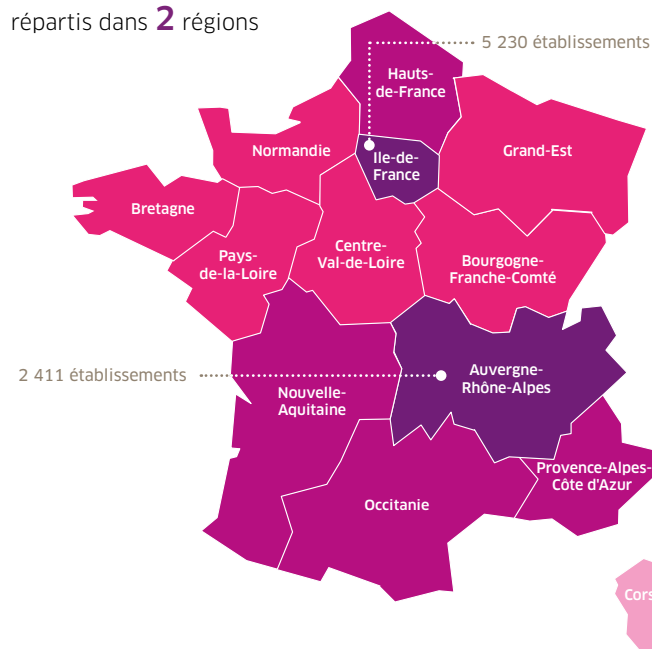 répartis dans 2 régions
5 230 établissements
Hauts-
de-France
Normandie
Ile-de-
France
Grand-Est
Bretagne
Pays-
de-la-Loire
Centre-
Val-de-Loire
Bourgogne-
Franche-Comté
2 411 établissements
Auvergne-
Rhône-Alpes
Nouvelle-
Aquitaine
Provence-Alpes-
Côte d'Azur
Occitanie
Cors